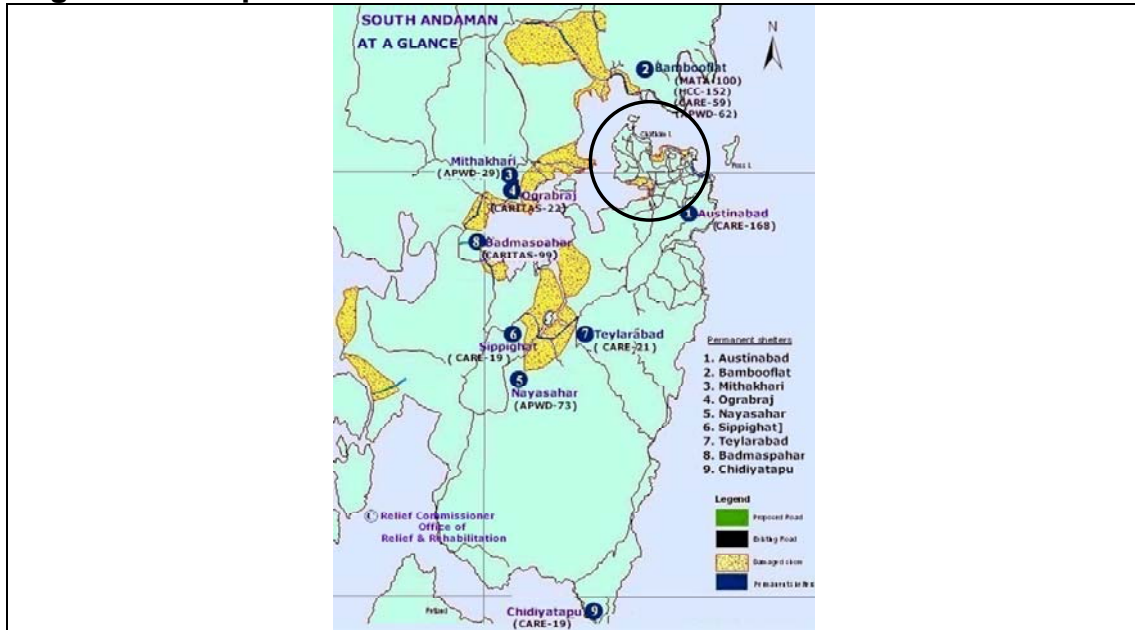 SOUTH ANDAMAN
AT A GLANCE
N
2 Bambooflat
(MATA-100)
(HCC-152)
(CARE-59)
(APWD-62)
Chatham I.
Ross I.
Mithakhari
(APWD-29) 3
4 Ograbraj
(CARITAS-22)
1 Austinabad
(CARE-168)
8 Badmasoahar
(CARITAS-99)
6 Sippighat
( CARE-19)
7 Teylarabad
( CARE-21)
5 Nayasahar
(APWD-73)
Permanent shelters
1. Austinabad
2. Bambooflat
3. Mithakhari
4. Ograbraj
5. Nayasahar
6. Sippighat]
7. Teylarabad
8. Badmaspahar
9. Chidiyatapu
Legend
Proposed Road
Existing Road
Damaged
© Relief Commissioner
Office of
Relief & Rehabilitation
Chidiyatapu 9
(CARE-19)